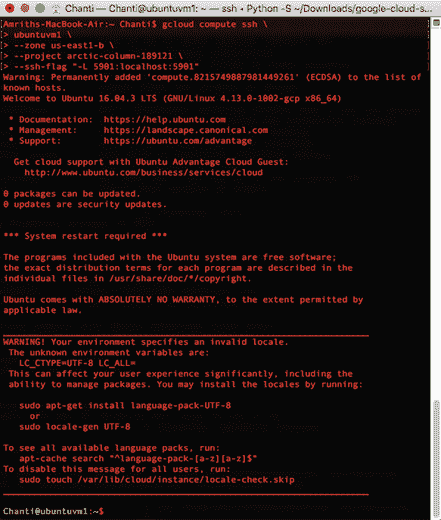 Chanti — Chanti@ubuntuvm1: ~ — ssh • Python -S ~/Downloads/google-cloud-s...
Amriths-MacBook-Air:~ Chanti$ gcloud compute ssh \
> ubuntuvm1 \
> --zone us-east1-b \
> --project arctic-column-189121 \
> --ssh-flag "-L 5901:localhost:5901"
Warning: Permanently added 'compute.8215749887981449261' (ECDSA) to the list of
known hosts.
Welcome to Ubuntu 16.04.3 LTS (GNU/Linux 4.13.0-1002-gcp x86_64)
* Documentation: https://help.ubuntu.com
* Management: https://landscape.canonical.com
* Support: https://ubuntu.com/advantage
Get cloud support with Ubuntu Advantage Cloud Guest:
http://www.ubuntu.com/business/services/cloud
0 packages can be updated.
0 updates are security updates.
*** System restart required ***
The programs included with the Ubuntu system are free software;
the exact distribution terms for each program are described in the
individual files in /usr/share/doc/*/copyright.
Ubuntu comes with ABSOLUTELY NO WARRANTY, to the extent permitted by
applicable law.
WARNING! Your environment specifies an invalid locale.
The unknown environment variables are:
LC_CTYPE=UTF-8 LC_ALL=
This can affect your user experience significantly, including the
ability to manage packages. You may install the locales by running:
sudo apt-get install language-pack-UTF-8
or
sudo locale-gen UTF-8
To see all available language packs, run:
apt-cache search "^language-pack-[a-z][a-z]$"
To disable this message for all users, run:
sudo touch /var/lib/cloud/instance/locale-check.skip
Chanti@ubuntuvm1:~$